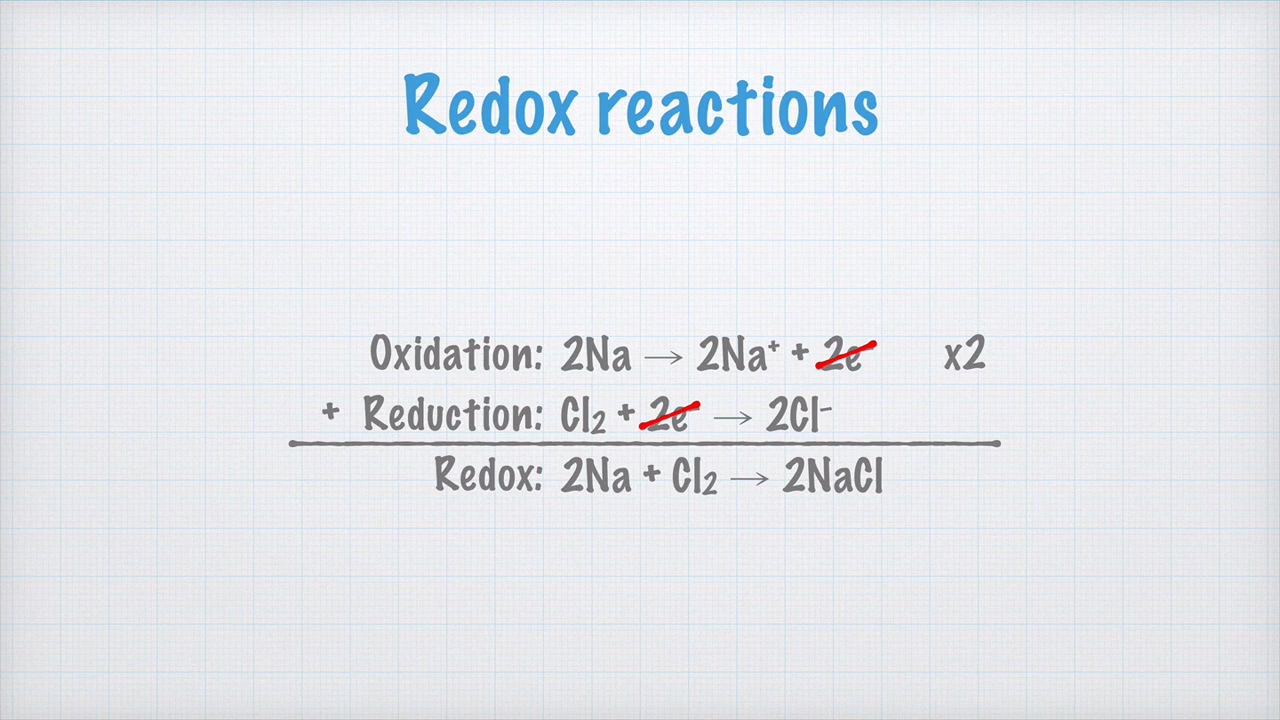 Redox reactions
Oxidation: 2Na → 2Na⁺ + 2e⁻ x2
+ Reduction: Cl₂ + 2e⁻ → 2Cl⁻
Redox: 2Na + Cl₂ → 2NaCl